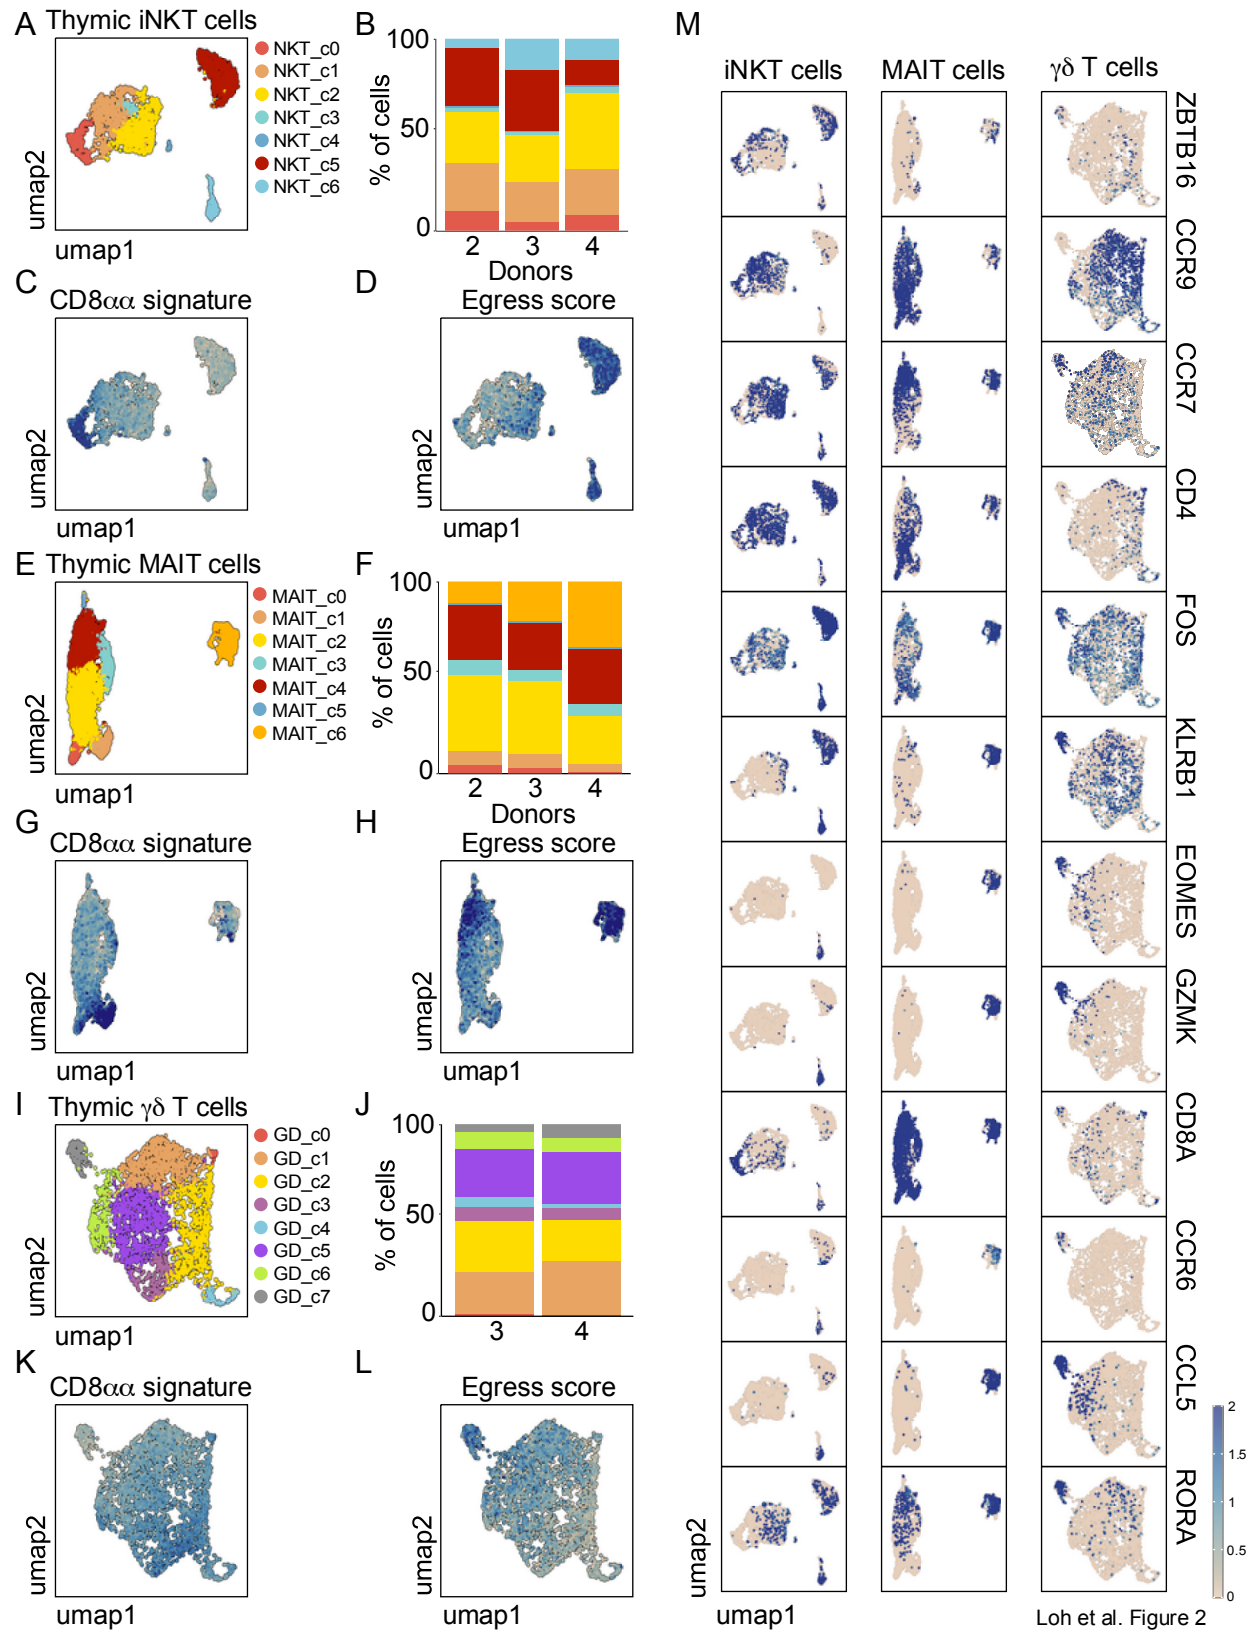 A Thymic iNKT cells
umap2
umap1
NKT_c0
NKT_c1
NKT_c2
NKT_c3
NKT_c4
NKT_c5
NKT_c6
B
% of cells
100
50
0
2 3 4
Donors
C CD8αα signature
umap2
umap1
D Egress score
umap2
umap1
E Thymic MAIT cells
umap2
umap1
MAIT_c0
MAIT_c1
MAIT_c2
MAIT_c3
MAIT_c4
MAIT_c5
MAIT_c6
F
% of cells
100
50
0
2 3 4
Donors
G CD8αα signature
umap2
umap1
H Egress score
umap2
umap1
I Thymic γδ T cells
umap2
umap1
GD_c0
GD_c1
GD_c2
GD_c3
GD_c4
GD_c5
GD_c6
GD_c7
J
% of cells
100
50
0
3 4
K CD8αα signature
umap2
umap1
L Egress score
umap2
umap1
M
iNKT cells MAIT cells γδ T cells
ZBTB16
CCR9
CCR7
CD4
FOS
KLRB1
EOMES
GZMK
CD8A
CCR6
CCL5
RORA
umap2
umap1
2
1.5
1
0.5
0
Loh et al. Figure 2